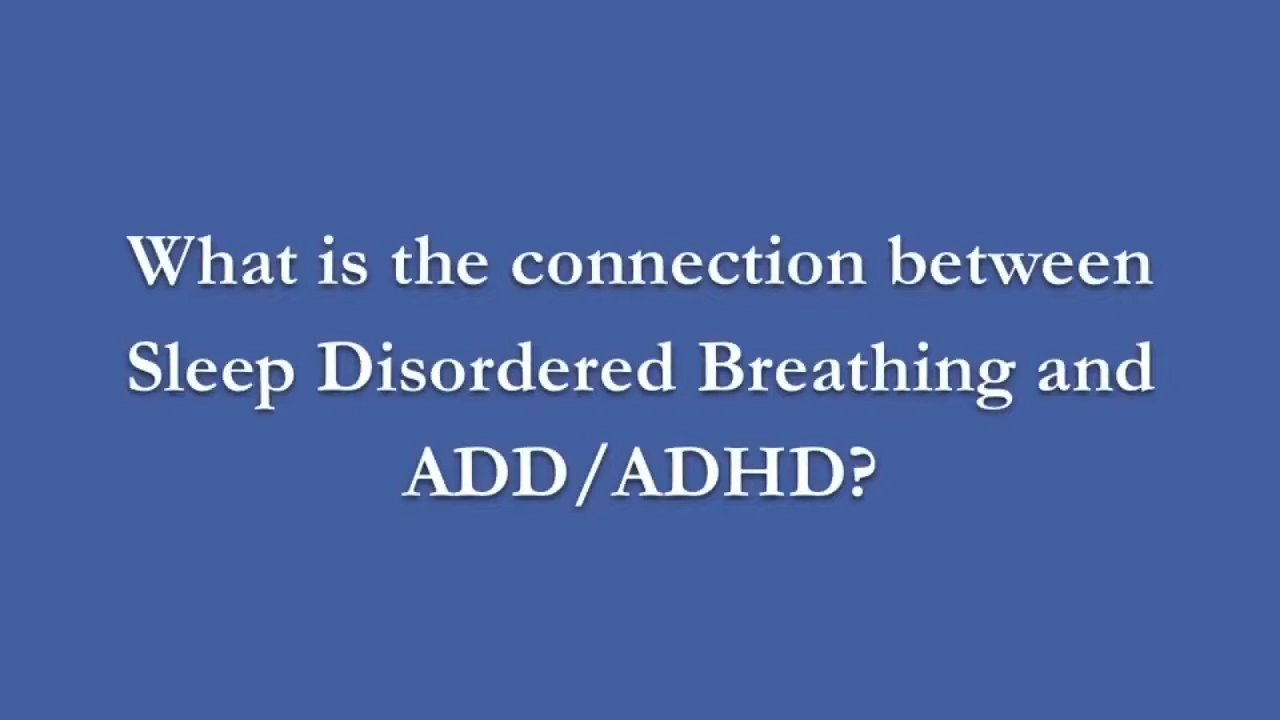 What is the connection between
Sleep Disordered Breathing and
ADD/ADHD?